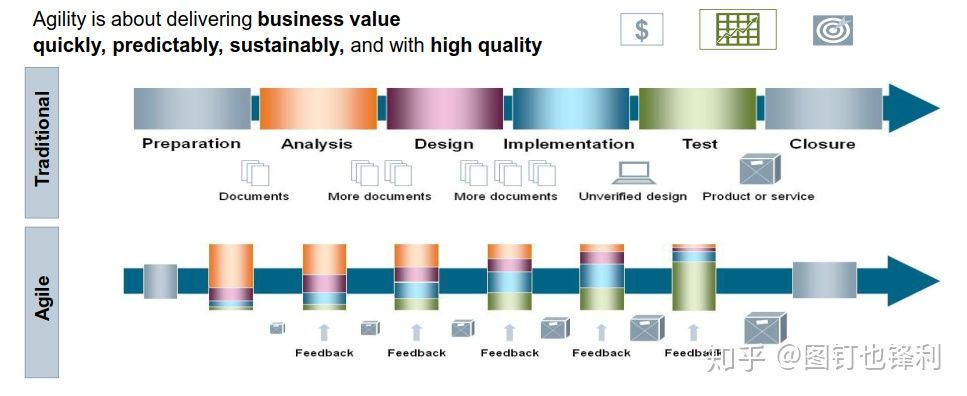 Agility is about delivering business value
quickly, predictably, sustainably, and with high quality
$
Traditional
Preparation Analysis Design Implementation Test Closure
Documents More documents More documents Unverified design Product or service
Agile
Feedback Feedback Feedback Feedback Feedback
知乎 @图钉也锋利